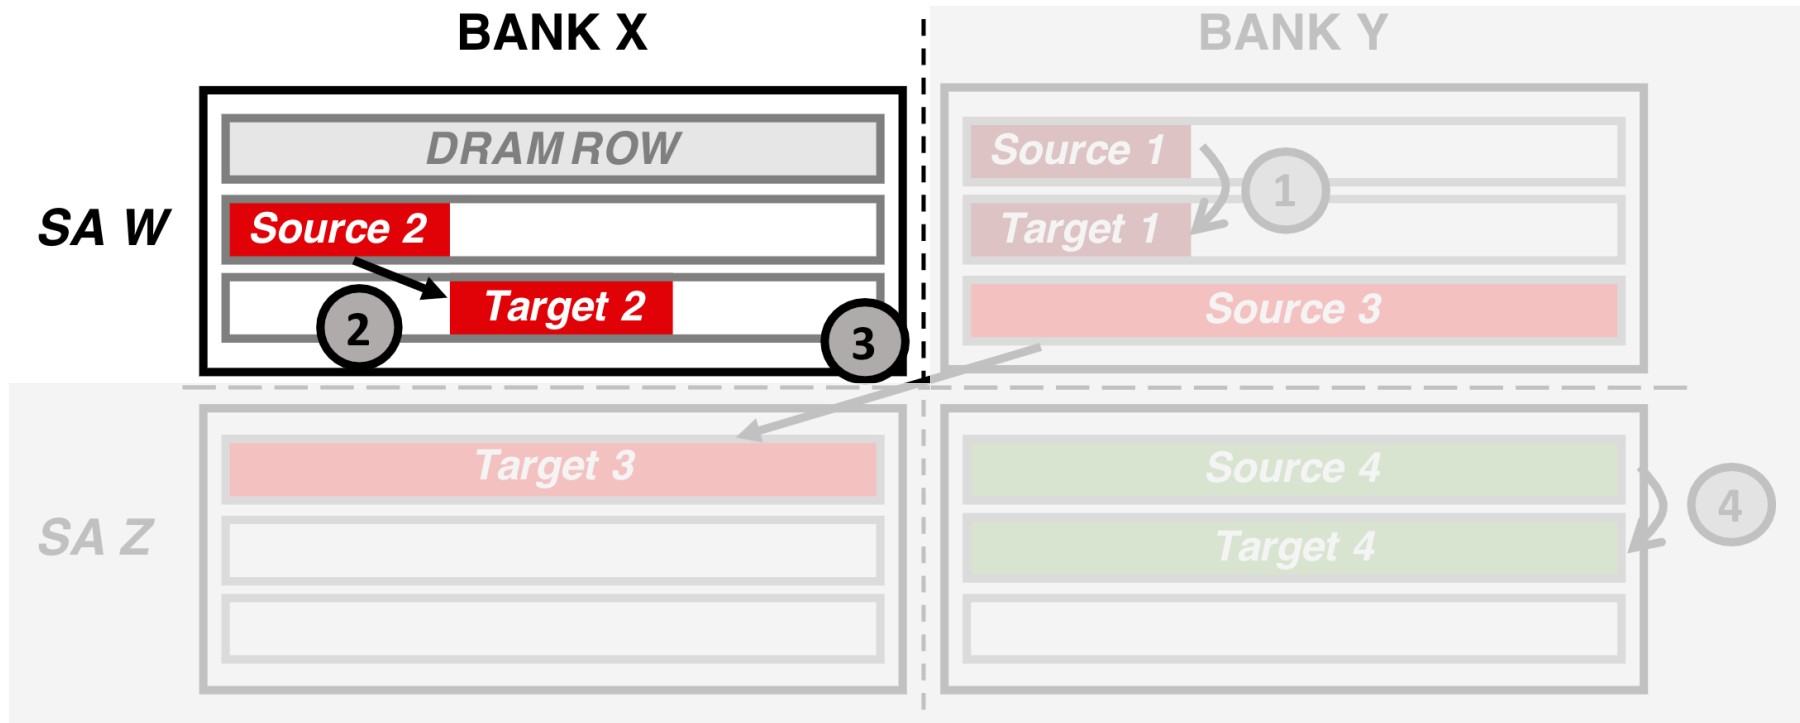 BANK X
BANK Y
DRAM ROW
Source 1
1
SA W
Source 2
Target 1
Target 2
Source 3
2
3
Target 3
Source 4
4
SA Z
Target 4